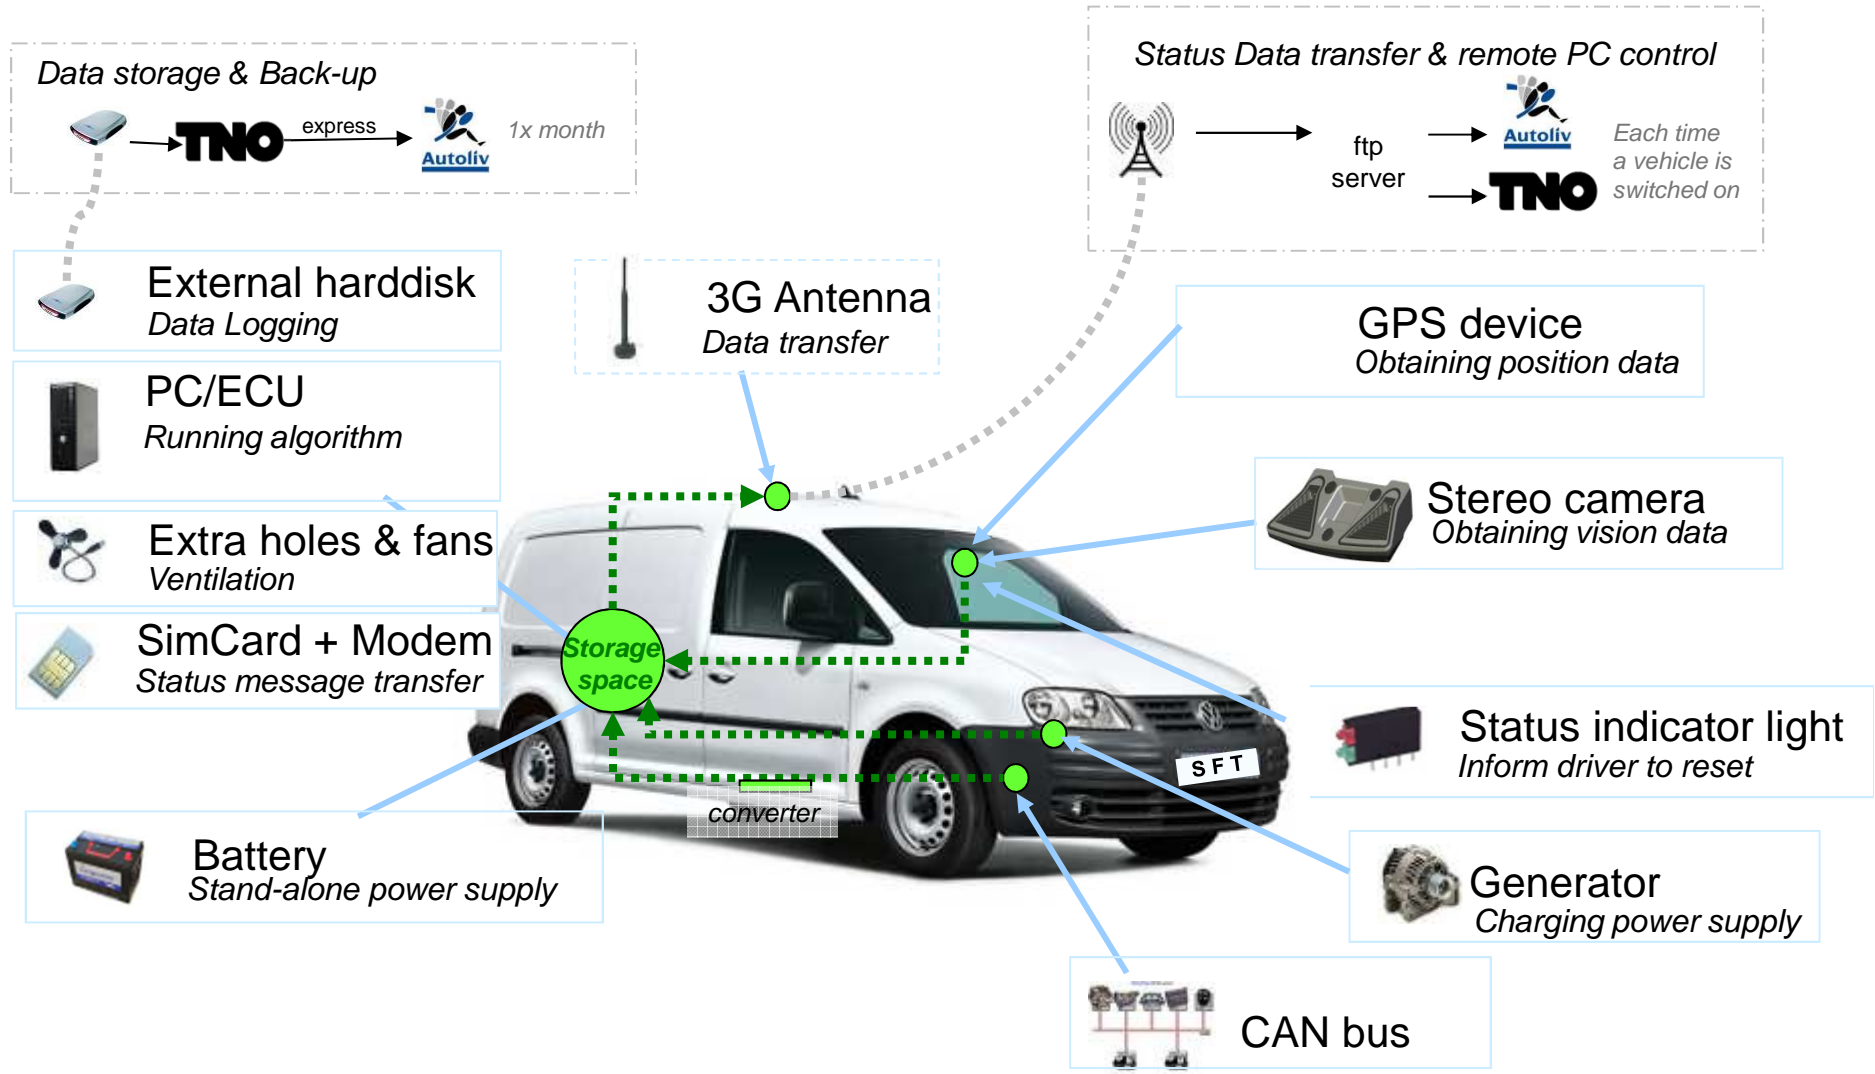 Data storage & Back-up
TNO
express
Autoliv
1x month
Status Data transfer & remote PC control
ftp
server
Autoliv
TNO
Each time
a vehicle is
switched on
External harddisk
Data Logging
3G Antenna
Data transfer
GPS device
Obtaining position data
PC/ECU
Running algorithm
Stereo camera
Obtaining vision data
Extra holes & fans
Ventilation
SimCard + Modem
Status message transfer
Storage
space
Status indicator light
Inform driver to reset
S F T
converter
Battery
Stand-alone power supply
Generator
Charging power supply
CAN bus